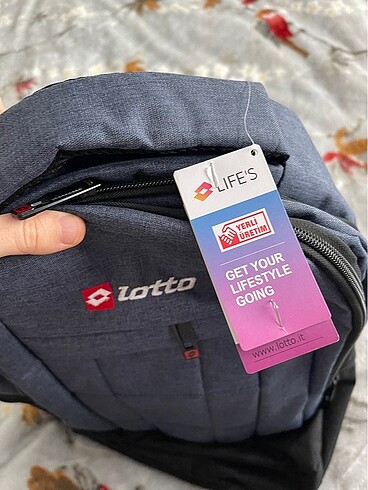 LIFE'S
YERLİ
ÜRETİM
GET YOUR
LIFESTYLE
GOING
www.lotto.it
lotto